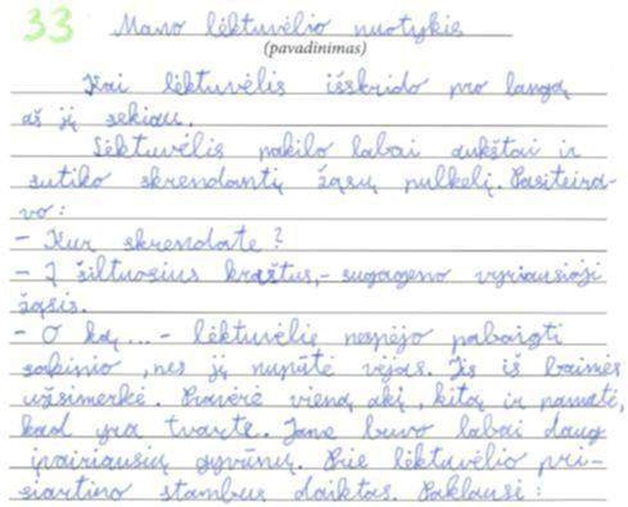 33 Mano lėktuvėlio nuotykis
(pavadinimas)
Kai lėktuvėlis išskrido pro langą
aš jį sekiau.
Lėktuvėlis pakilo labai aukštai ir
sutiko skrendantį žąsų pulkelį. Pasiteira-
vo:
- Kur skrendate?
- Į šiltuosius kraštus,- sugageno vyriausioji
žąsis.
- O ką...- lėktuvėlis nespėjo pabaigti
sakinio, nes jį nupūtė vėjas. Jis iš baimės
užsimerkė. Pravėrė vieną akį, kitą ir pamatė,
kad yra tvarte. Jame buvo labai daug
įvairiausių gyvūnų. Prie lėktuvėlio pri-
siartino stambus daiktas. Paklausė: